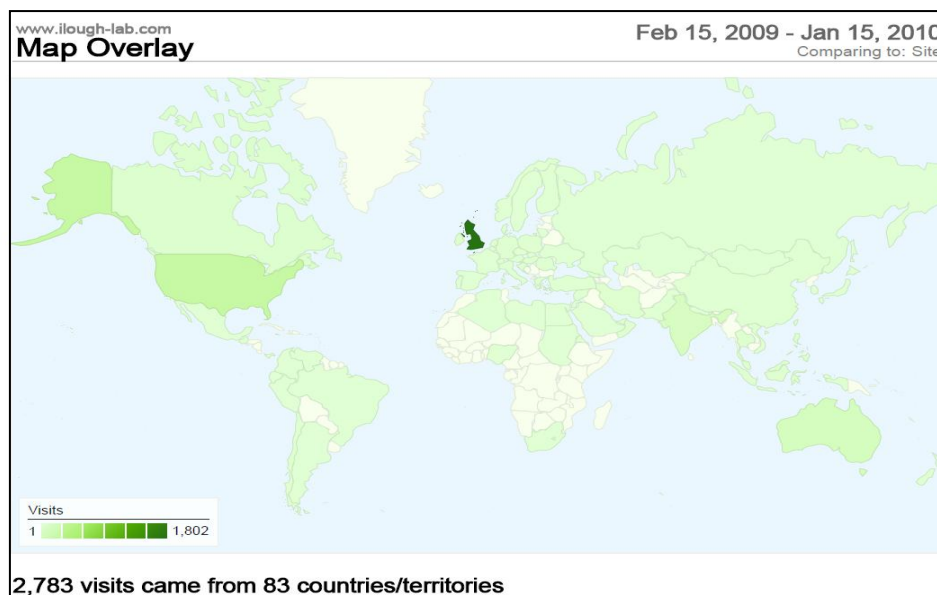 www.ilough-lab.com
Map Overlay
Feb 15, 2009 - Jan 15, 2010
Comparing to: Site
Visits
1 1,802
2,783 visits came from 83 countries/territories